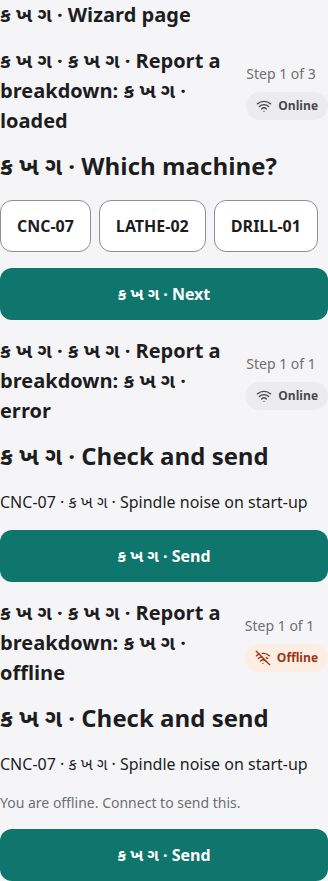 ક ખ ગ · Wizard page
ક ખ ગ · ક ખ ગ · Report a
breakdown: ક ખ ગ ·
loaded
Step 1 of 3
Online
ક ખ ગ · Which machine?
CNC-07
LATHE-02
DRILL-01
ક ખ ગ · Next
ક ખ ગ · ક ખ ગ · Report a
breakdown: ક ખ ગ ·
error
Step 1 of 1
Online
ક ખ ગ · Check and send
CNC-07 · ક ખ ગ · Spindle noise on start-up
ક ખ ગ · Send
ક ખ ગ · ક ખ ગ · Report a
breakdown: ક ખ ગ ·
offline
Step 1 of 1
Offline
ક ખ ગ · Check and send
CNC-07 · ક ખ ગ · Spindle noise on start-up
You are offline. Connect to send this.
ક ખ ગ · Send